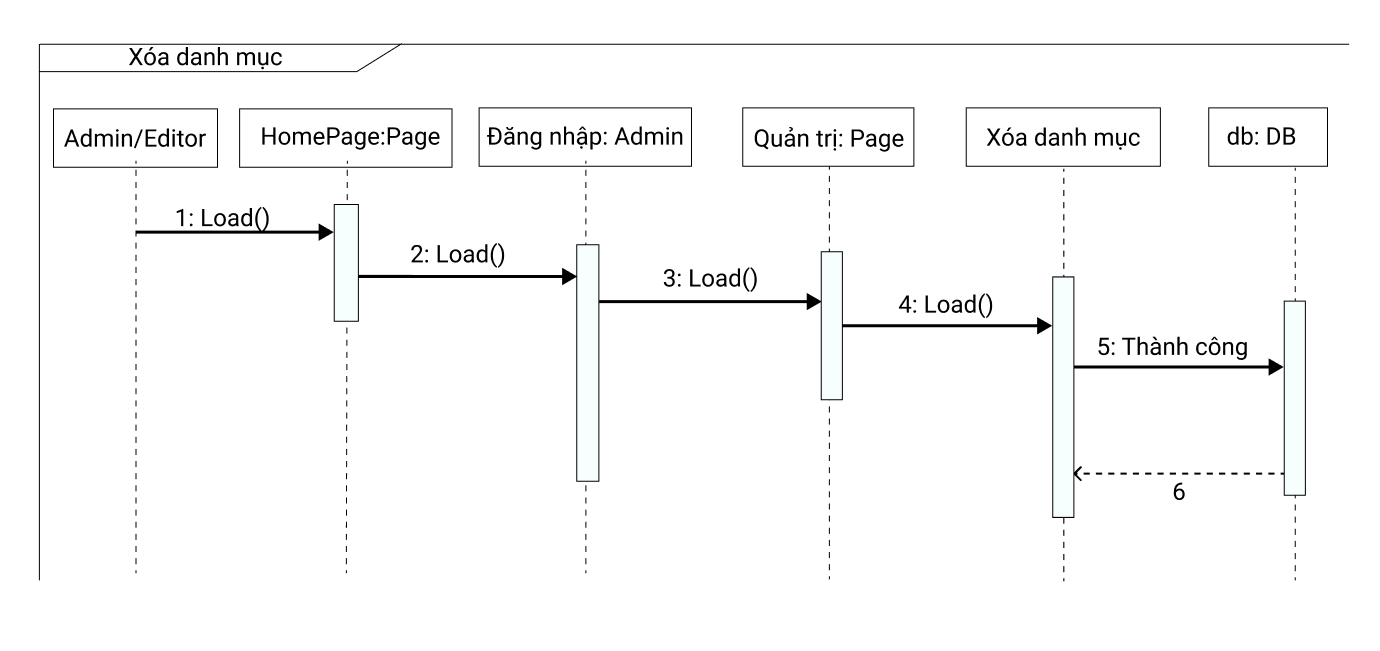 Xóa danh mục
Admin/Editor
HomePage:Page
Đăng nhập: Admin
Quản trị: Page
Xóa danh mục
db: DB
1: Load()
2: Load()
3: Load()
4: Load()
5: Thành công
6